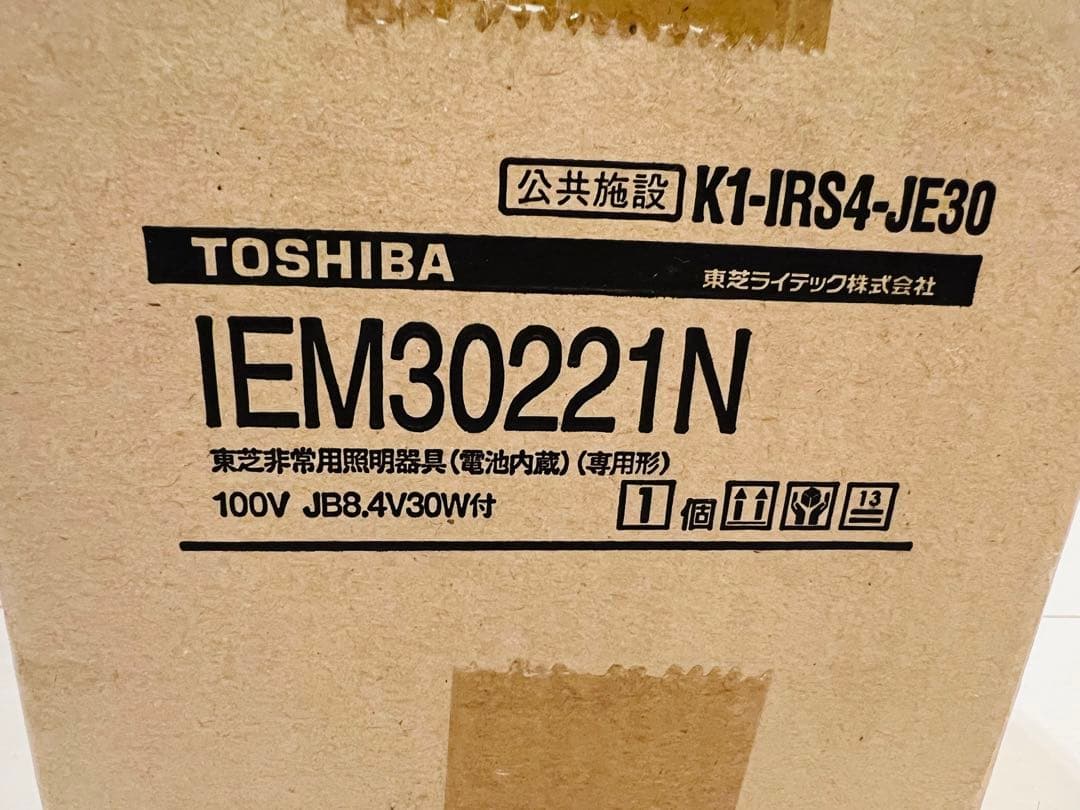 公共施設 K1-IRS4-JE30
TOSHIBA 東芝ライテック株式会社
IEM30221N
東芝非常用照明器具(電池内蔵)(専用形)
100V JB8.4V30W付
1個 13